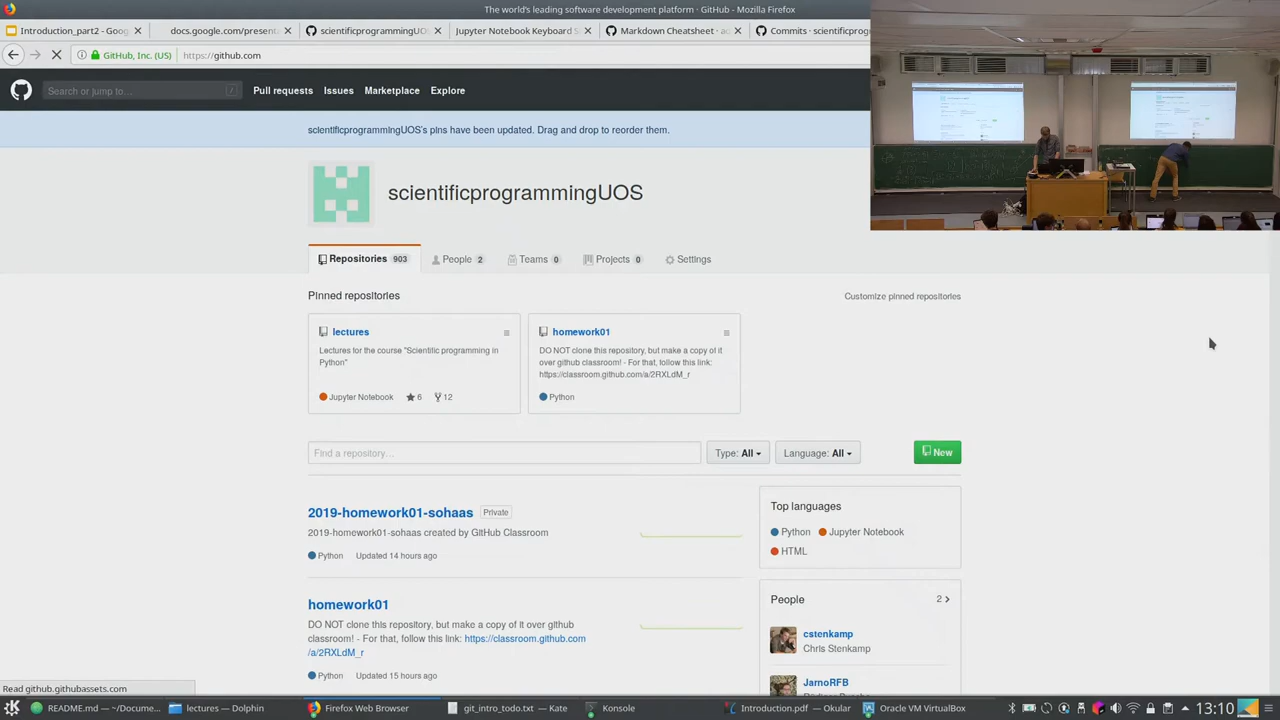 The world's leading software development platform · GitHub - Mozilla Firefox
Introduction_part2 - Goog
docs.google.com/present
scientificprogrammingUOS
Jupyter Notebook Keyboard S
Markdown Cheatsheet · ad
Commits · scientificprogr
GitHub, Inc. (US)
https://github.com
Search or jump to...
/
Pull requests
Issues
Marketplace
Explore
scientificprogrammingUOS's pins have been updated. Drag and drop to reorder them.
scientificprogrammingUOS
Repositories 903
People 2
Teams 0
Projects 0
Settings
Pinned repositories
Customize pinned repositories
lectures
Lectures for the course "Scientific programming in
Python"
Jupyter Notebook 6 12
homework01
DO NOT clone this repository, but make a copy of it
over github classroom! - For that, follow this link:
https://classroom.github.com/a/2RXLdM_r
Python
Find a repository…
Type: All
Language: All
New
2019-homework01-sohaas Private
2019-homework01-sohaas created by GitHub Classroom
Python Updated 14 hours ago
Top languages
Python Jupyter Notebook
HTML
homework01
DO NOT clone this repository, but make a copy of it over github
classroom! - For that, follow this link: https://classroom.github.com
/a/2RXLdM_r
Python Updated 15 hours ago
People
2
cstenkamp
Chris Stenkamp
JarnoRFB
Read github.githubassets.com
README.md — ~/Docume...
lectures — Dolphin
Firefox Web Browser
git_intro_todo.txt — Kate
Konsole
Introduction.pdf — Okular
Oracle VM VirtualBox
13:10